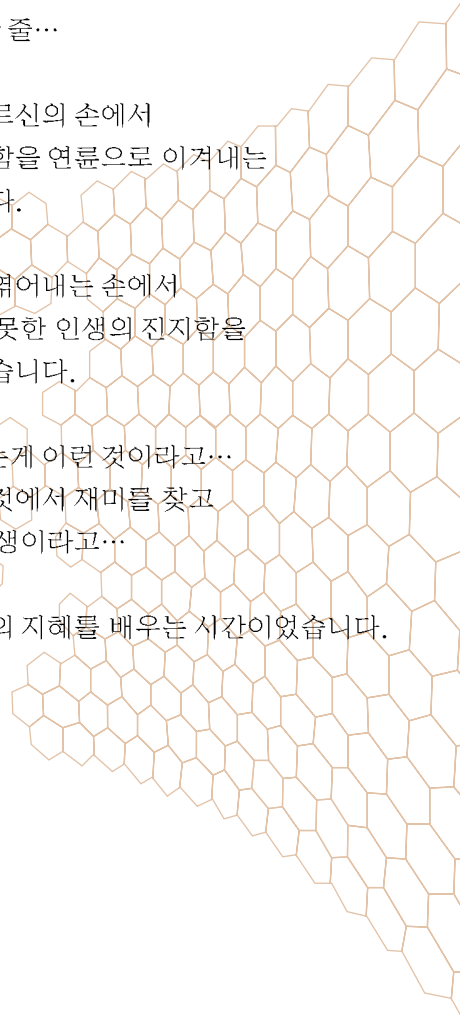 줄…
르신의 손에서
함을 연륜으로 이겨내는
다.
엮어내는 손에서
못한 인생의 진지함을
습니다.
는게 이런 것이라고…
것에서 재미를 찾고
생이라고…
의 지혜를 배우는 시간이었습니다.